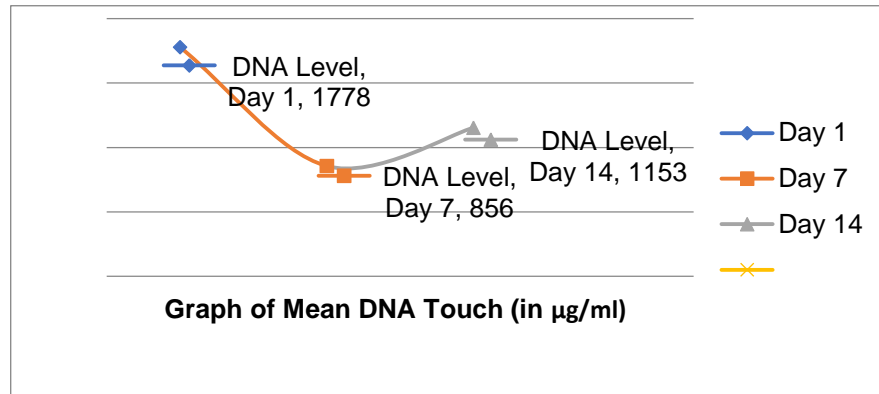 DNA Level,
Day 1, 1778
DNA Level,
Day 7, 856
DNA Level,
Day 14, 1153
Day 1
Day 7
Day 14
Graph of Mean DNA Touch (in µg/ml)